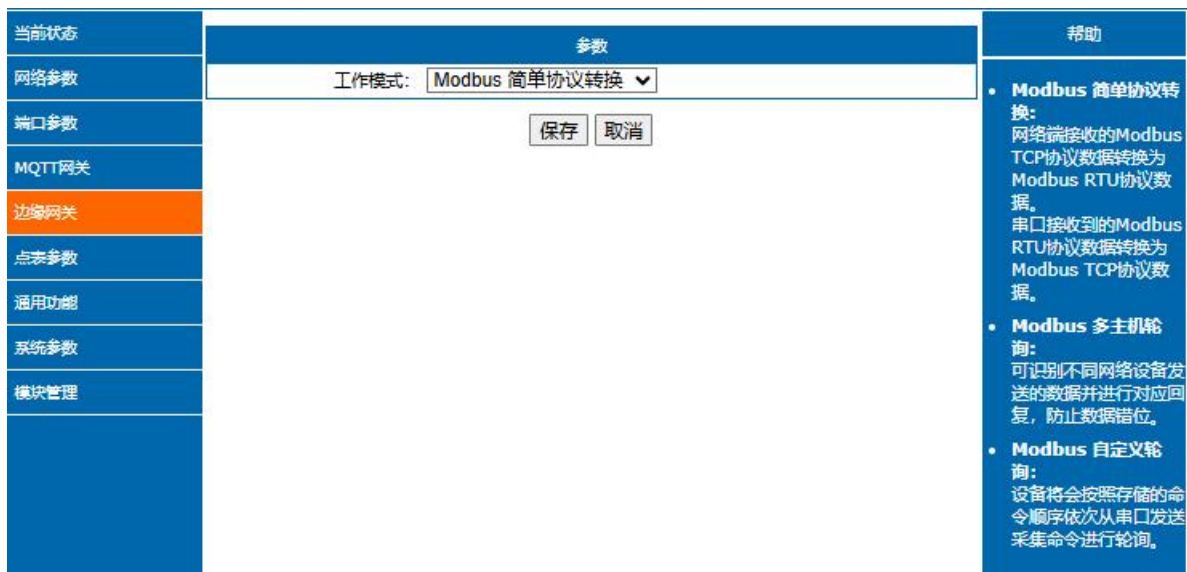 当前状态
网络参数
端口参数
MQTT网关
边缘网关
点表参数
通用功能
系统参数
模块管理
参数
工作模式: Modbus 简单协议转换
保存 取消
帮助
• Modbus 简单协议转
换:
网络端接收的Modbus
TCP协议数据转换为
Modbus RTU协议数
据。
串口接收到的Modbus
RTU协议数据转换为
Modbus TCP协议数
据。
• Modbus 多主机轮
询:
可识别不同网络设备发
送的数据并进行对应回
复，防止数据错位。
• Modbus 自定义轮
询:
设备将会按照存储的命
令顺序依次从串口发送
采集命令进行轮询。